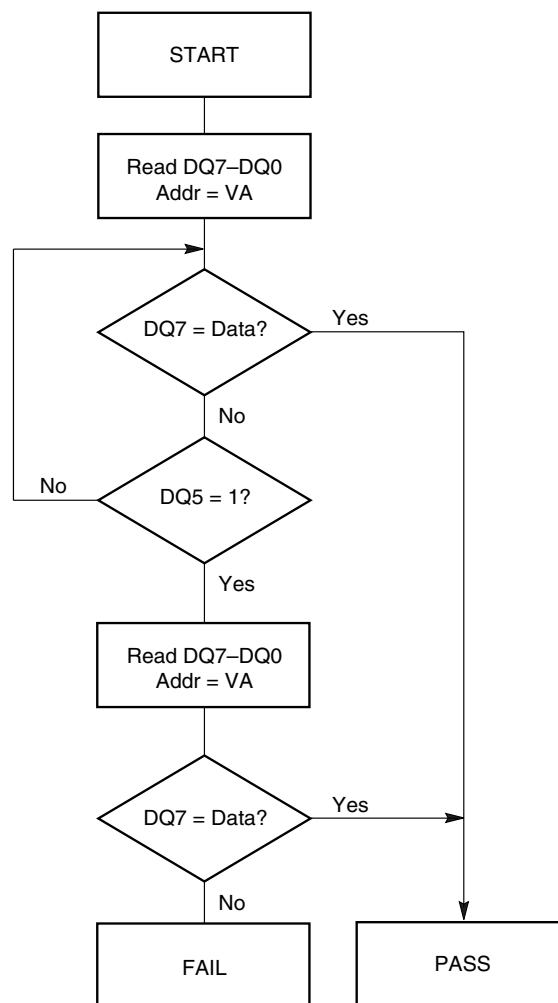 START
Read DQ7–DQ0
Addr = VA
DQ7 = Data?
Yes
No
No
DQ5 = 1?
Yes
Read DQ7–DQ0
Addr = VA
DQ7 = Data?
Yes
No
FAIL
PASS